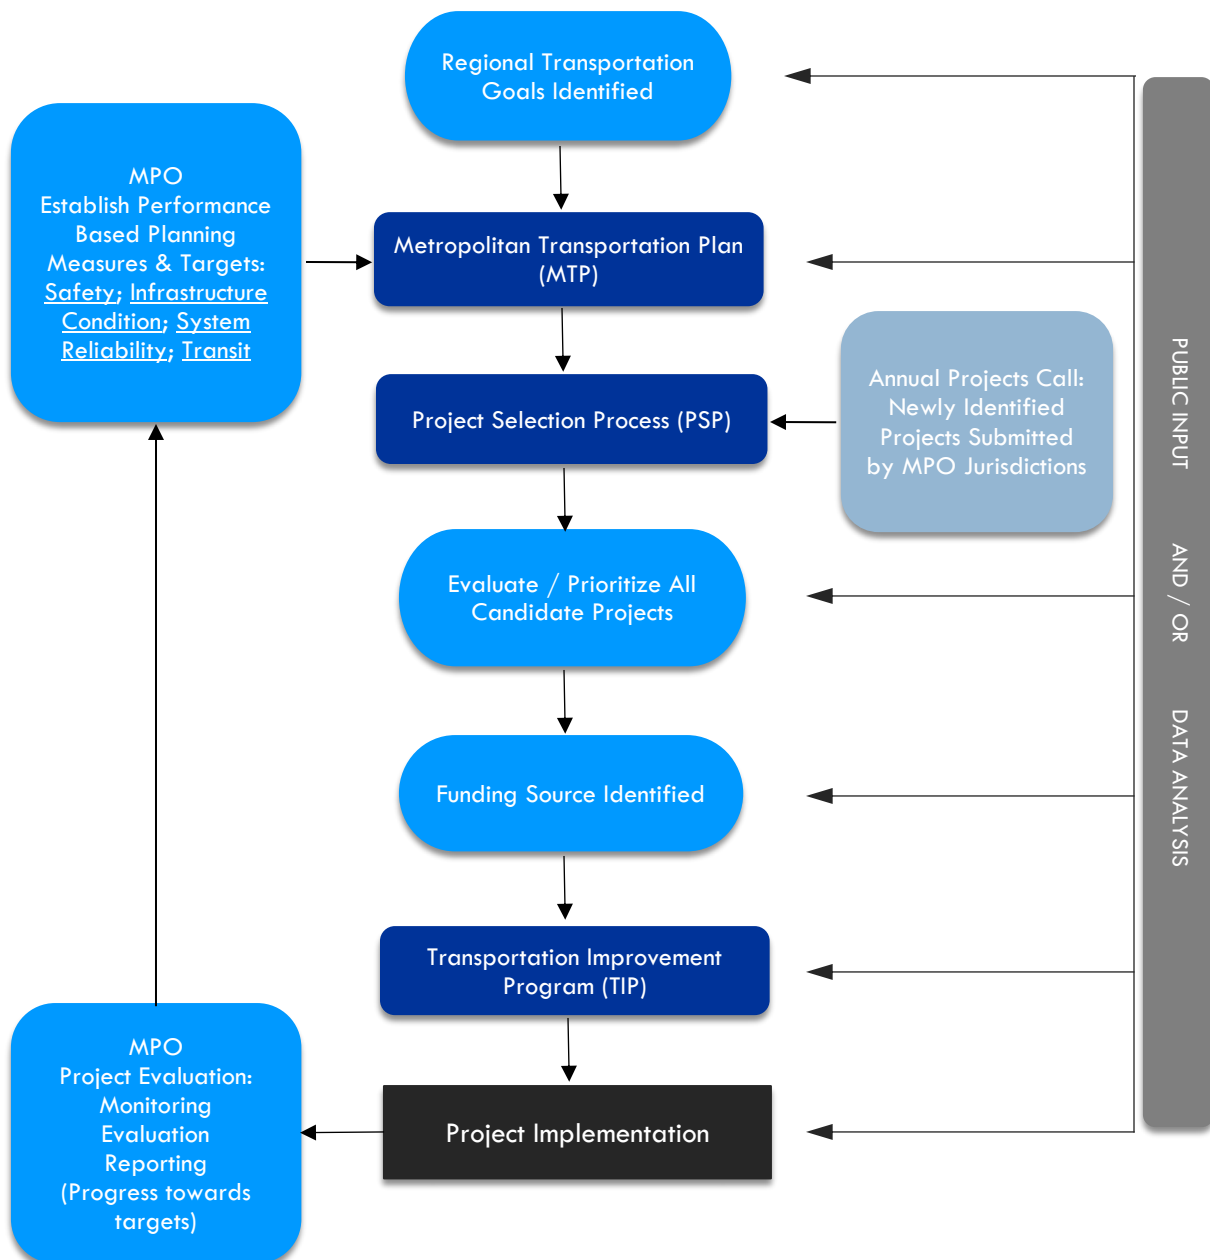 Regional Transportation
Goals Identified
MPO
Establish Performance
Based Planning
Measures & Targets:
Safety; Infrastructure
Condition; System
Reliability; Transit
Metropolitan Transportation Plan
(MTP)
Project Selection Process (PSP)
Annual Projects Call:
Newly Identified
Projects Submitted
by MPO Jurisdictions
Evaluate / Prioritize All
Candidate Projects
Funding Source Identified
Transportation Improvement
Program (TIP)
Project Implementation
MPO
Project Evaluation:
Monitoring
Evaluation
Reporting
(Progress towards
targets)
PUBLIC INPUT AND / OR DATA ANALYSIS